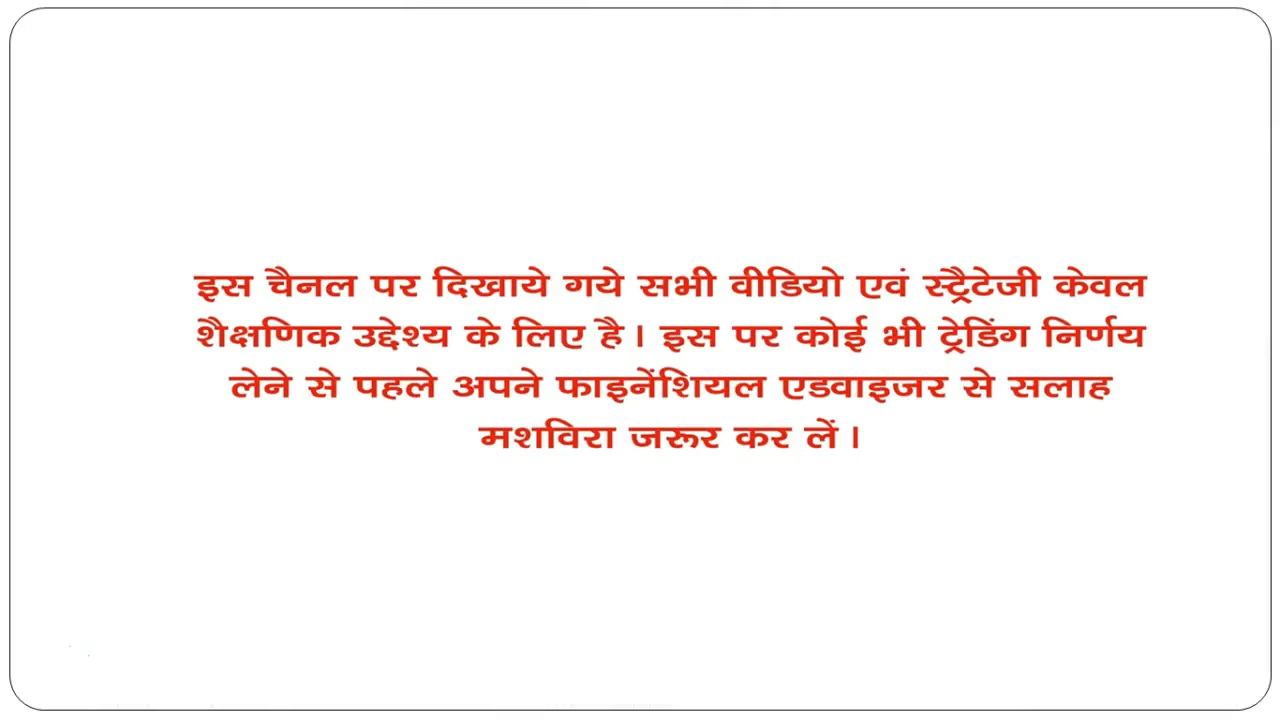 इस चैनल पर दिखाये गये सभी वीडियो एवं स्ट्रैटेजी केवल
शैक्षणिक उद्देश्य के लिए है। इस पर कोई भी ट्रेडिंग निर्णय
लेने से पहले अपने फाइनेंशियल एडवाइजर से सलाह
मशविरा जरूर कर लें।